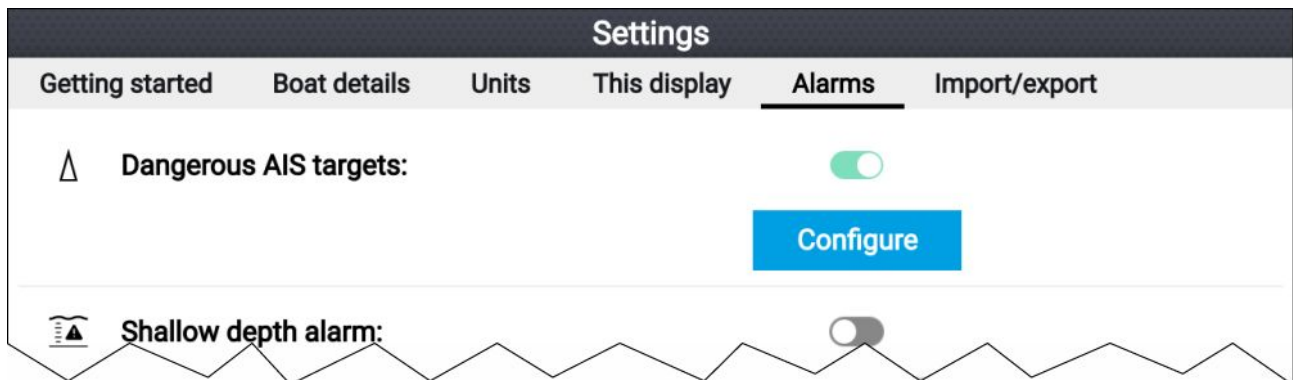 Settings
Getting started Boat details Units This display Alarms Import/export
Dangerous AIS targets:
Configure
Shallow depth alarm: